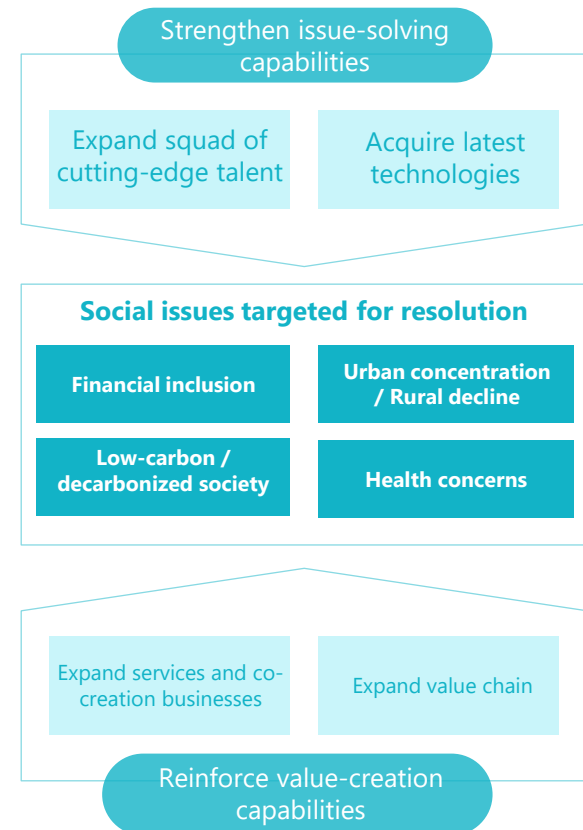 Strengthen issue-solving
capabilities
Expand squad of
cutting-edge talent
Acquire latest
technologies
Social issues targeted for resolution
Financial inclusion
Urban concentration
/ Rural decline
Low-carbon /
decarbonized society
Health concerns
Expand services and co-
creation businesses
Expand value chain
Reinforce value-creation
capabilities